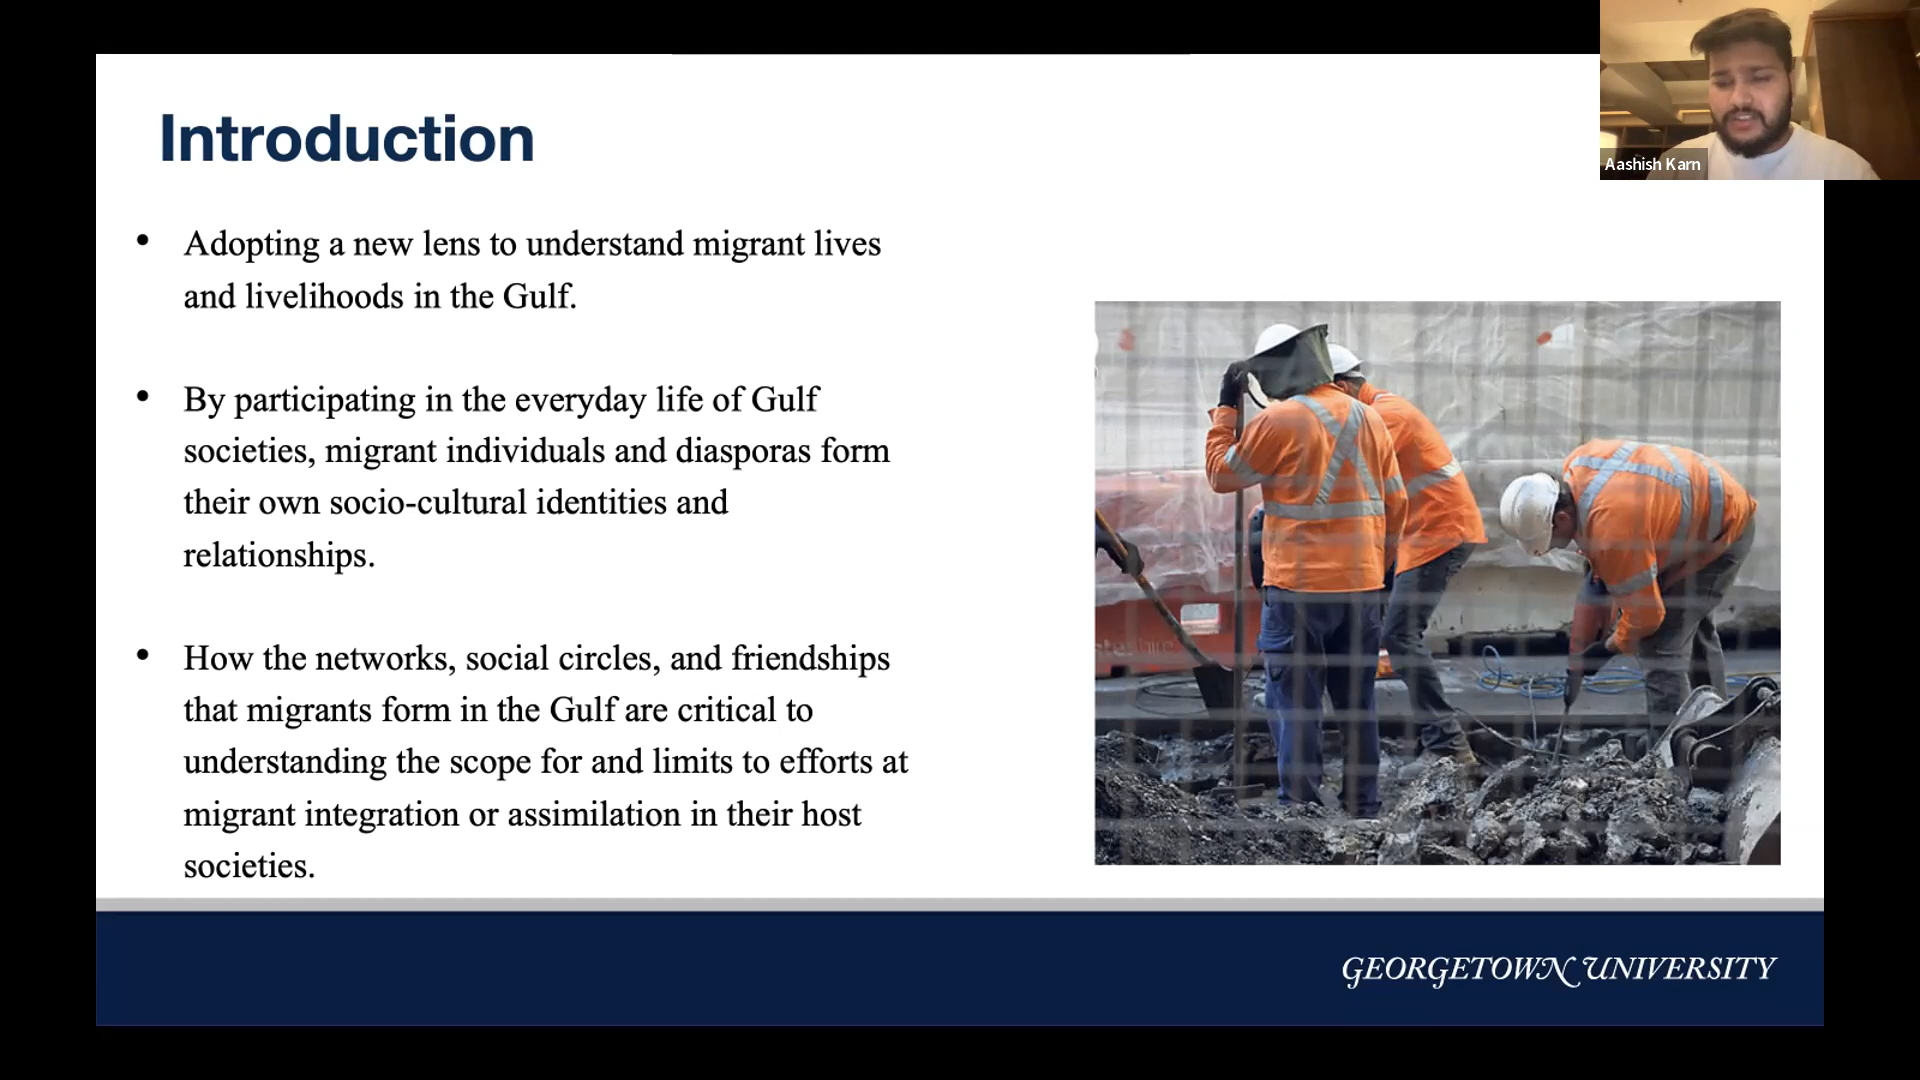 Introduction
• Adopting a new lens to understand migrant lives
and livelihoods in the Gulf.
• By participating in the everyday life of Gulf
societies, migrant individuals and diasporas form
their own socio-cultural identities and
relationships.
• How the networks, social circles, and friendships
that migrants form in the Gulf are critical to
understanding the scope for and limits to efforts at
migrant integration or assimilation in their host
societies.
Aashish Karn
GEORGETOWN UNIVERSITY